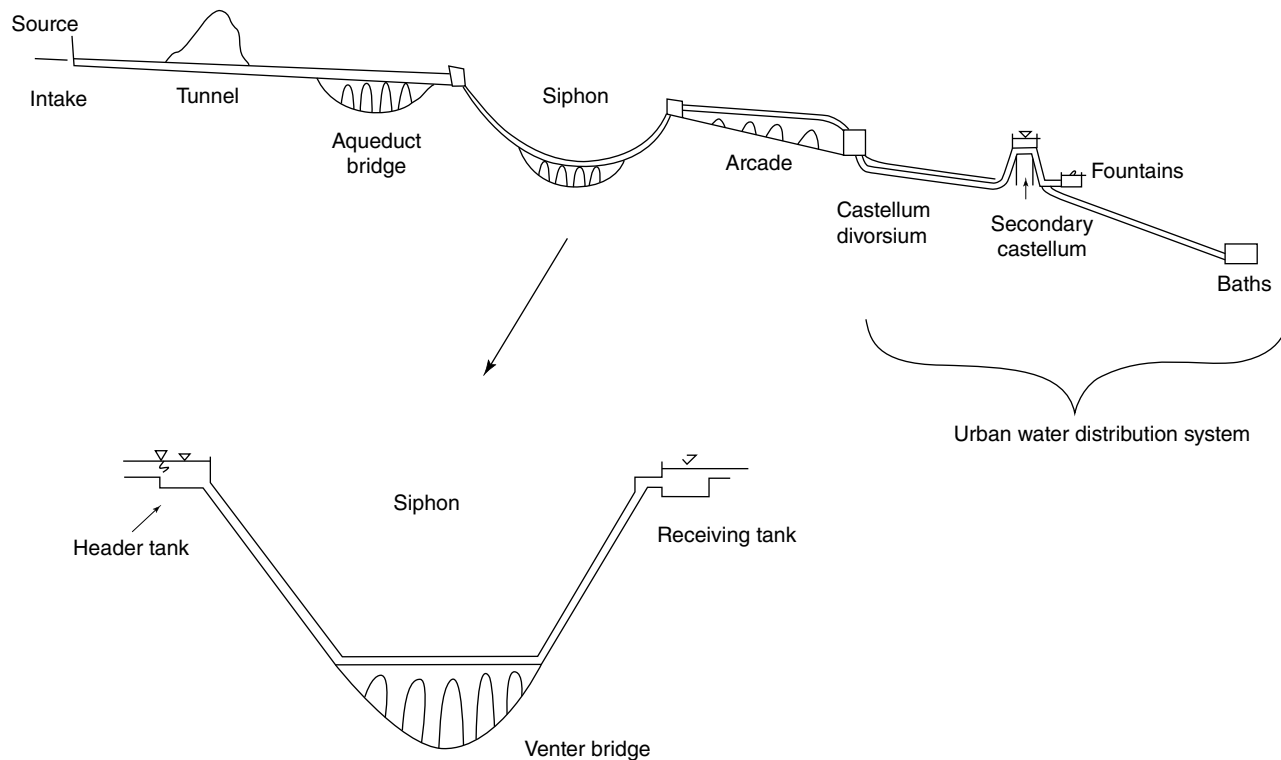 Source
Intake
Tunnel
Aqueduct
bridge
Siphon
Arcade
Castellum
divorsium
Secondary
castellum
Fountains
Baths
Urban water distribution system
Header tank
Siphon
Receiving tank
Venter bridge